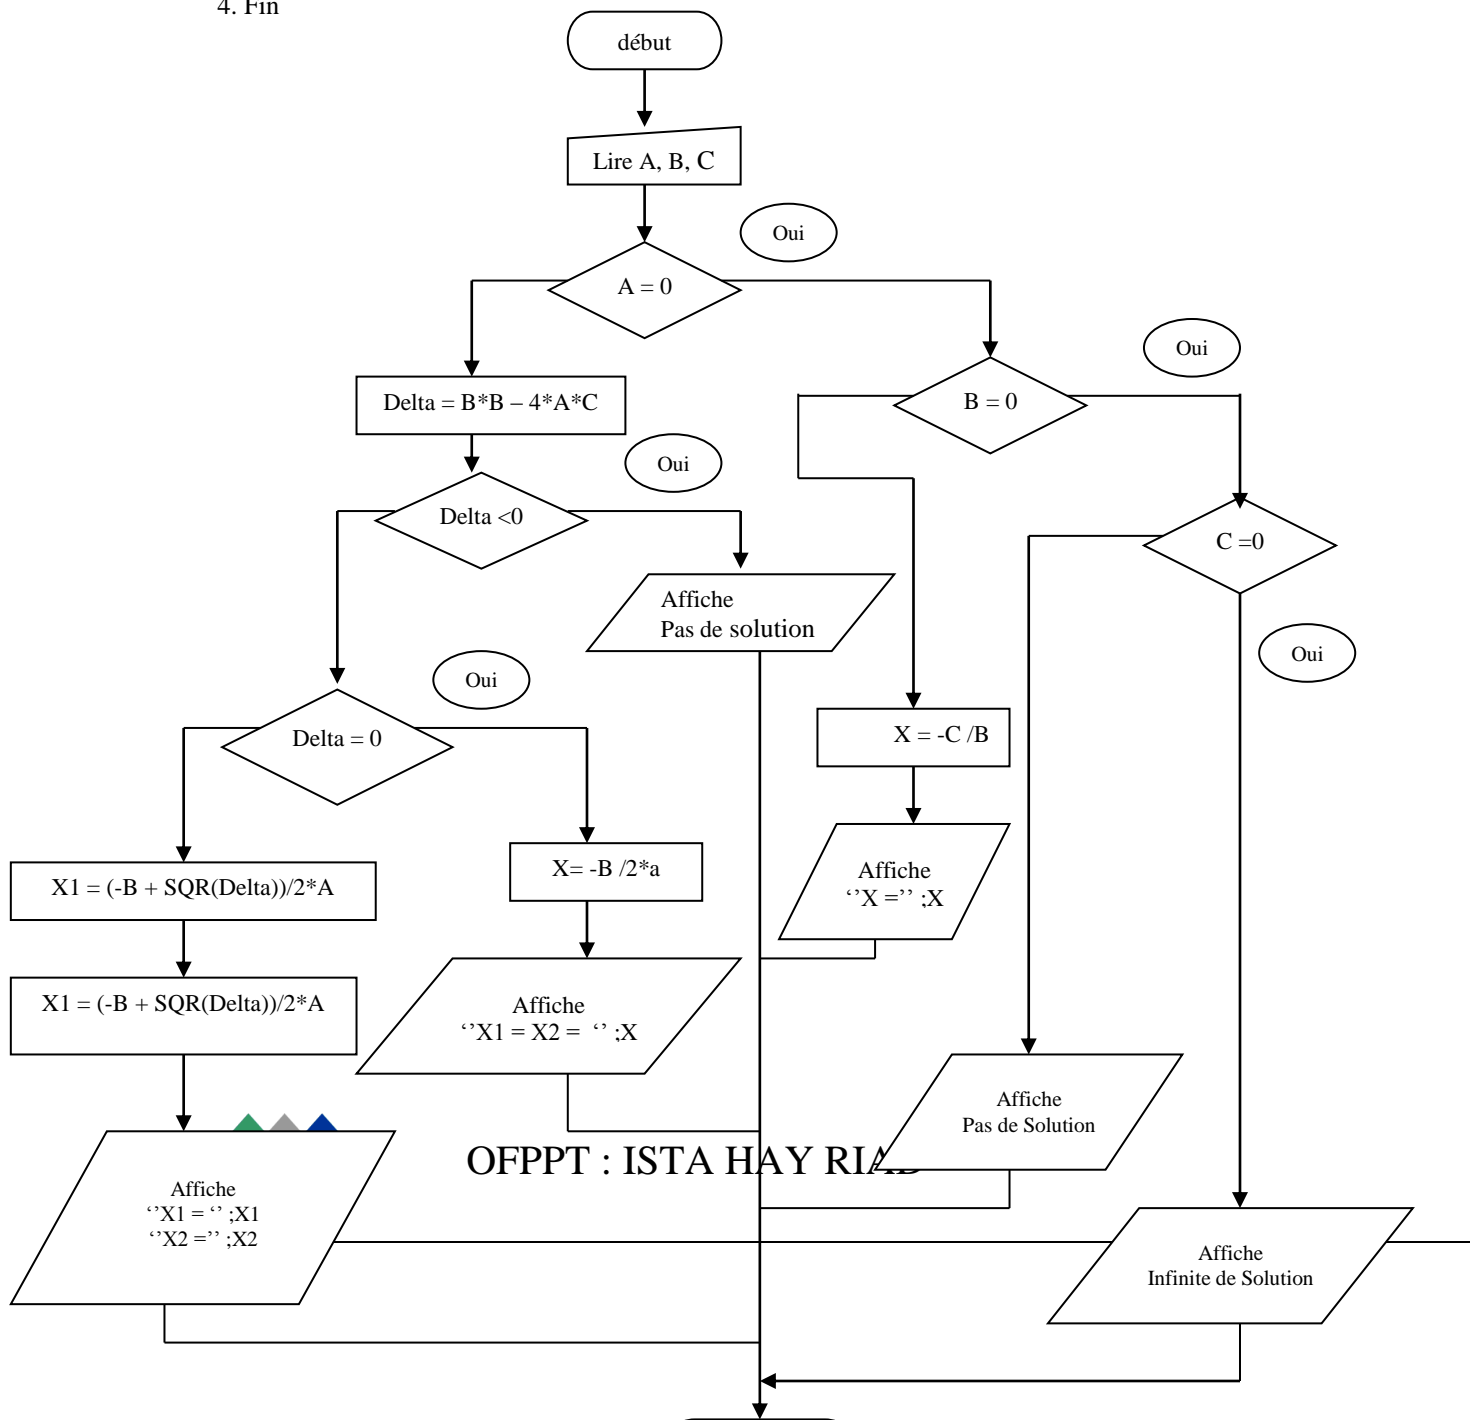 4. Fin
début
Lire A, B, C
Oui
A = 0
Oui
Delta = B*B – 4*A*C
B = 0
Oui
Delta <0
C =0
Affiche
Pas de solution
Oui
Oui
Delta = 0
X = -C /B
X1 = (-B + SQR(Delta))/2*A
X= -B /2*a
Affiche
‘’X =’’ ;X
X1 = (-B + SQR(Delta))/2*A
Affiche
‘’X1 = X2 =  ‘’ ;X
Affiche
Pas de Solution
OFPPT : ISTA HAY
Affiche
‘’X1 = ‘’ ;X1
‘’X2 =’’ ;X2
Affiche
Infinite de Solution